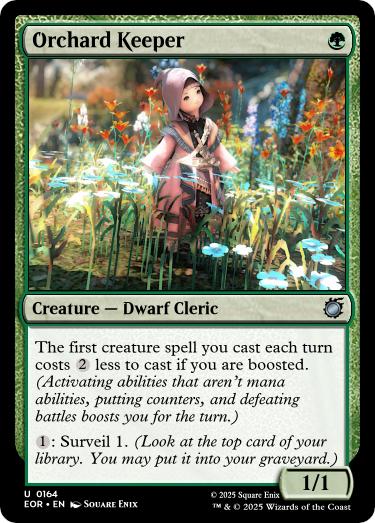 Orchard Keeper
Creature — Dwarf Cleric
The first creature spell you cast each turn
costs 2 less to cast if you are boosted.
(Activating abilities that aren't mana
abilities, putting counters, and defeating
battles boosts you for the turn.)
1: Surveil 1. (Look at the top card of your
library. You may put it into your graveyard.)
1/1
U 0164
EOR • EN SQUARE ENIX
© 2025 Square Enix
™ & © 2025 Wizards of the Coast